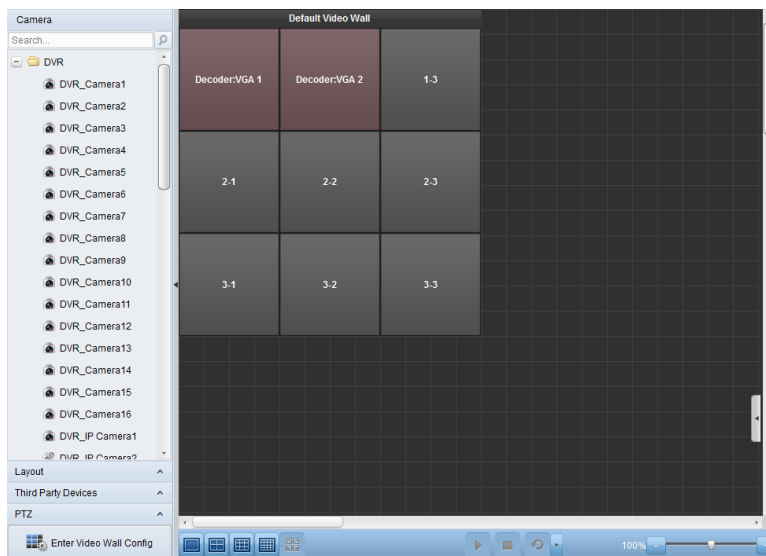 Camera
Search...
DVR
DVR_Camera1
DVR_Camera2
DVR_Camera3
DVR_Camera4
DVR_Camera5
DVR_Camera6
DVR_Camera7
DVR_Camera8
DVR_Camera9
DVR_Camera10
DVR_Camera11
DVR_Camera12
DVR_Camera13
DVR_Camera14
DVR_Camera15
DVR_Camera16
DVR_IP Camera1
DVR_IP Camera2
Layout
Third Party Devices
PTZ
Enter Video Wall Config
Default Video Wall
Decoder:VGA 1 Decoder:VGA 2 1-3
2-1 2-2 2-3
3-1 3-2 3-3
100%